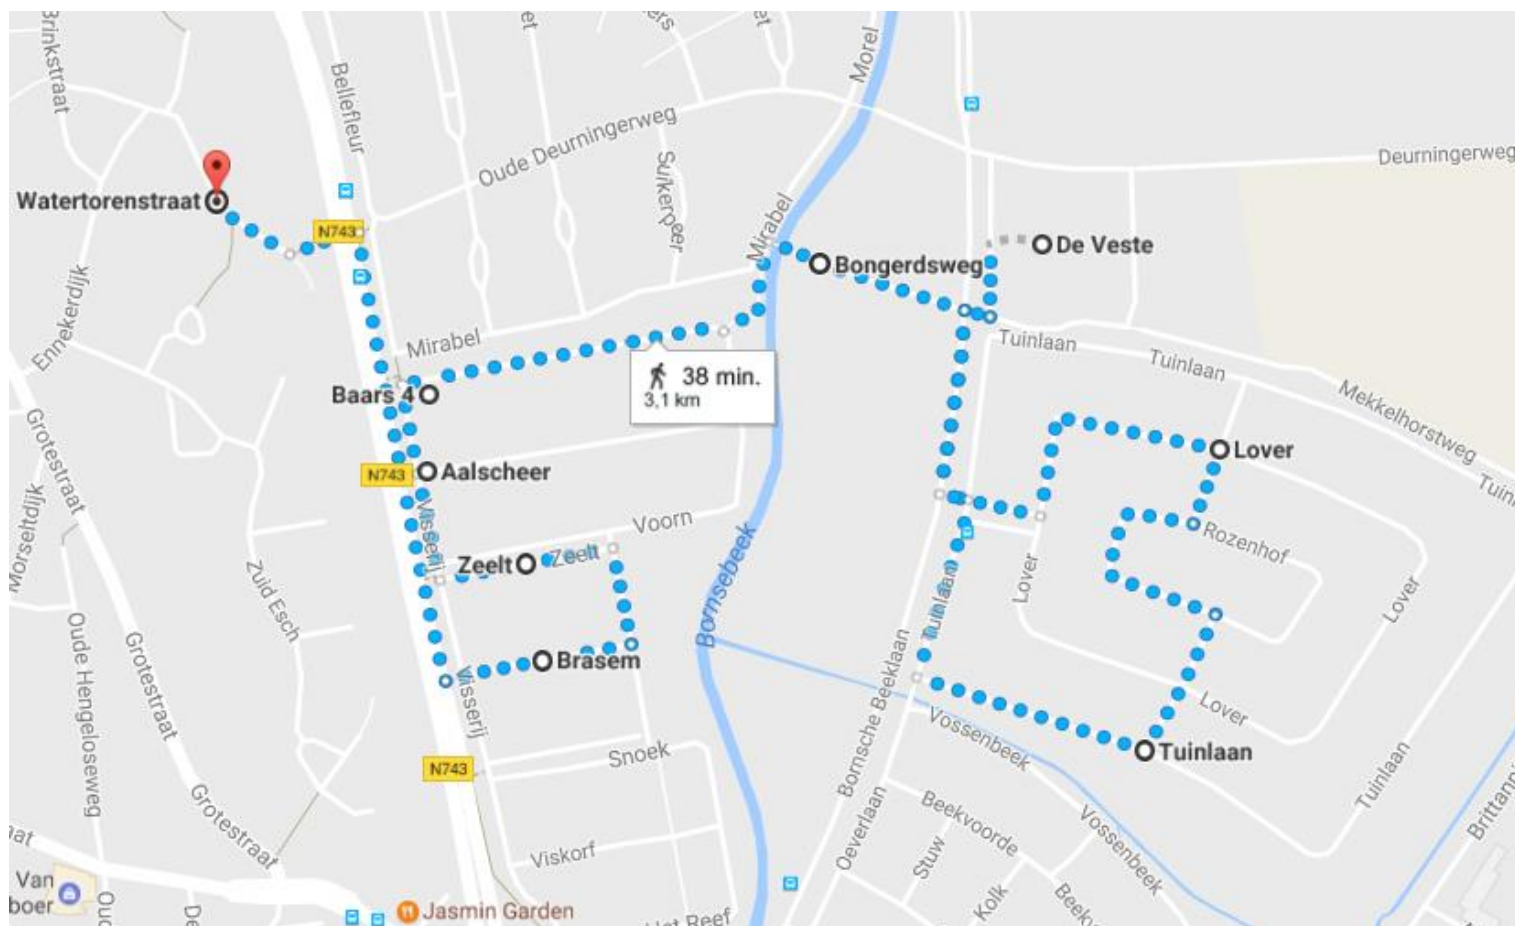 Brinkstraat
Bellefleur
Morel
Oude Deurningerweg
Deurningerweg
Suikerpeer
Watertorenstraat
N743
Mirabel
De Veste
Bongerdsweg
Ennekerdijk
Mirabel
Tuinlaan
Tuinlaan
38 min.
3,1 km
Baars 4
Mekkelhorstweg
Grotestraat
Lover
N743
Aalscheer
Morseltdijk
Visserij
Voorn
Rozenhof
Zeelt
Zeelt
Bornsebeek
Zuid Esch
Tuinlaan
Lover
Lover
Oude Hengeloseweg
Grotestraat
Brasem
Visserij
Bornsche Beeklaan
Lover
Vossenbeek
Tuinlaan
N743
Snoek
Tuinlaan
Grotestraat
Oeverlaan
Beekvoorde
Vossenbeek
Stuw
Viskorf
Van
boer
Kolk
Jasmin Garden